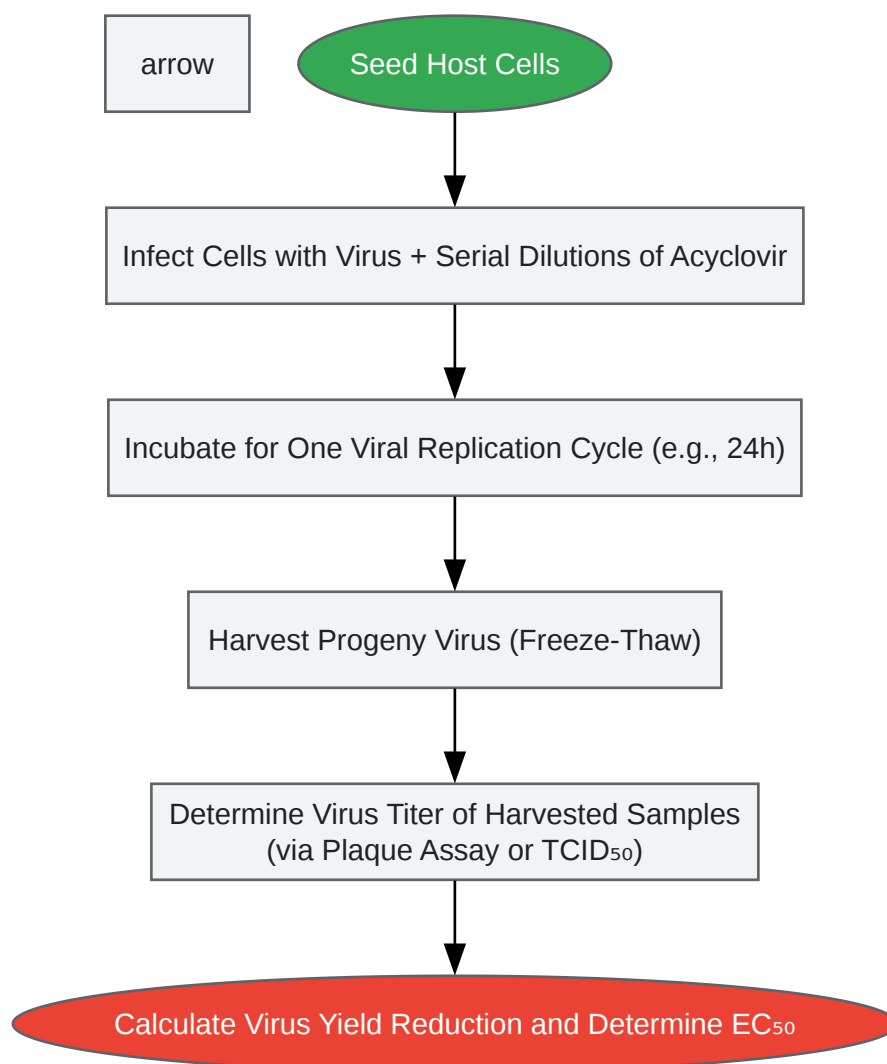 arrow
Seed Host Cells
Infect Cells with Virus + Serial Dilutions of Acyclovir
Incubate for One Viral Replication Cycle (e.g., 24h)
Harvest Progeny Virus (Freeze-Thaw)
Determine Virus Titer of Harvested Samples
(via Plaque Assay or TCID₅₀)
Calculate Virus Yield Reduction and Determine EC₅₀